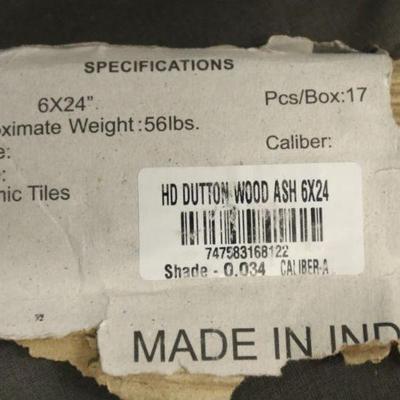 SPECIFICATIONS
6X24" Pcs/Box:17
oximate Weight:56lbs.
e: Caliber:
:
nic Tiles
HD DUTTON WOOD ASH 6X24
747583168122
Shade - 0.034 CALIBER-A
MADE IN IND